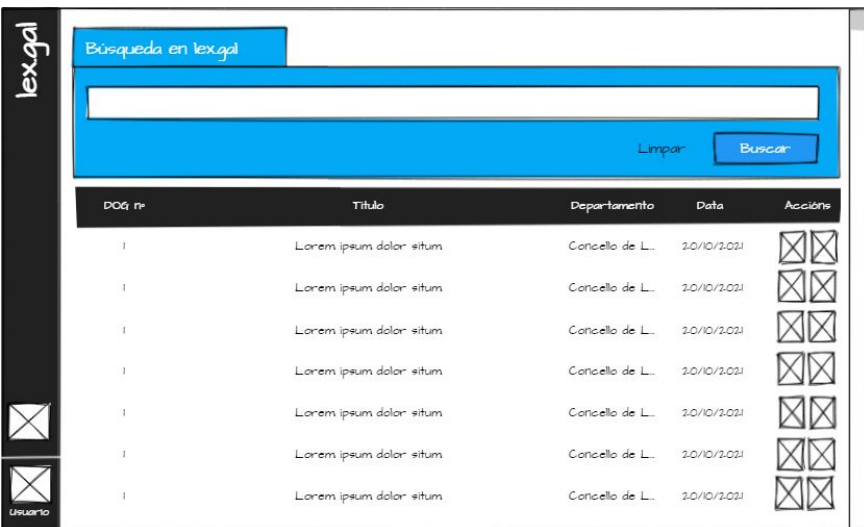 lex.gal
Búsqueda en lex.gal
Limpar Buscar
DOG nº Título Departamento Data Accións
1 Lorem ipsum dolor situm Concello de L... 20/10/2021
1 Lorem ipsum dolor situm Concello de L... 20/10/2021
1 Lorem ipsum dolor situm Concello de L... 20/10/2021
1 Lorem ipsum dolor situm Concello de L... 20/10/2021
1 Lorem ipsum dolor situm Concello de L... 20/10/2021
1 Lorem ipsum dolor situm Concello de L... 20/10/2021
1 Lorem ipsum dolor situm Concello de L... 20/10/2021
Usuario